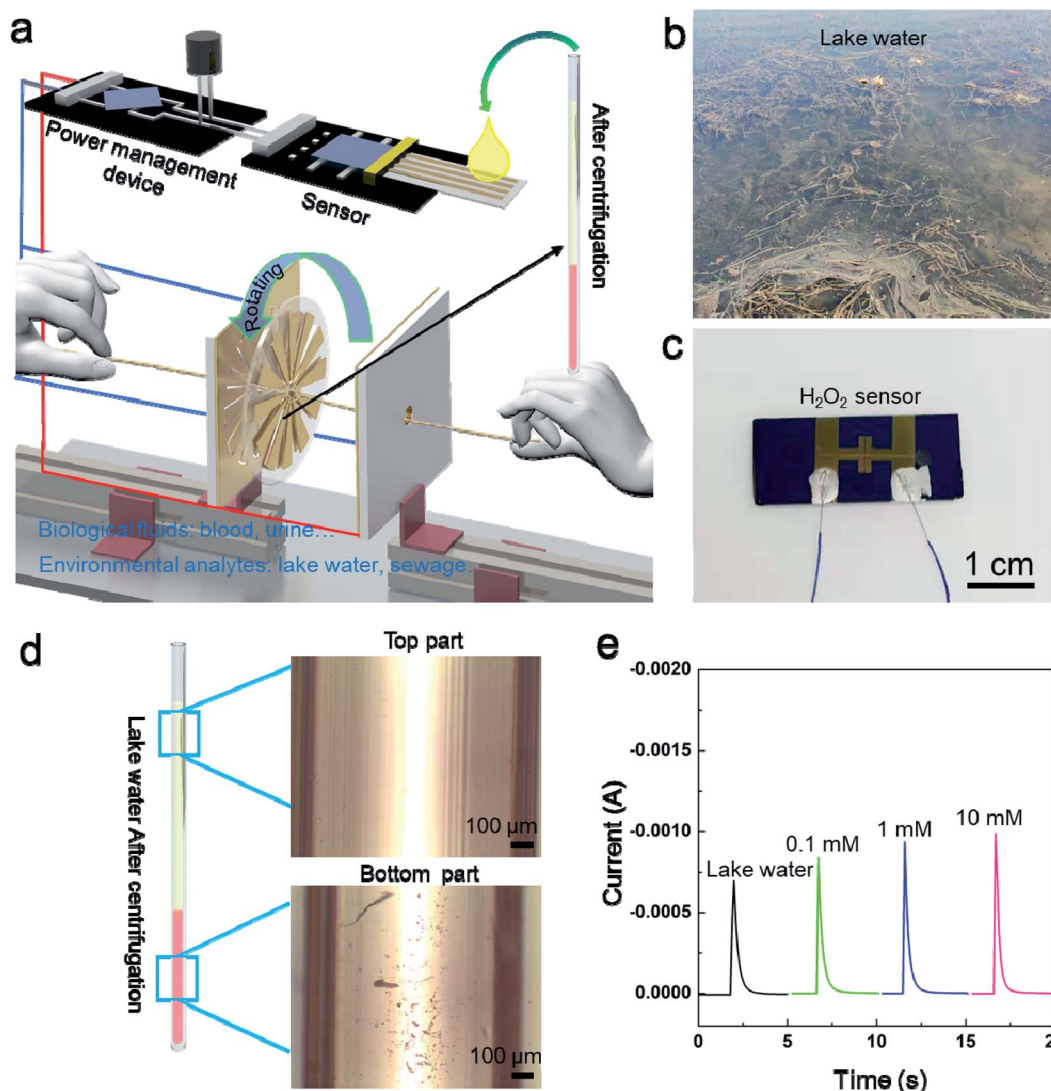 a
Power management
device
Sensor
After centrifugation
Rotating
Biological fluids: blood, urine…
Environmental analytes: lake water, sewage…
b
Lake water
c
H₂O₂ sensor
1 cm
d
Lake water After centrifugation
Top part
100 µm
Bottom part
100 µm
e
-0.0020
-0.0015
-0.0010
-0.0005
0.0000
Current (A)
Lake water
0.1 mM
1 mM
10 mM
0
5
10
15
Time (s)